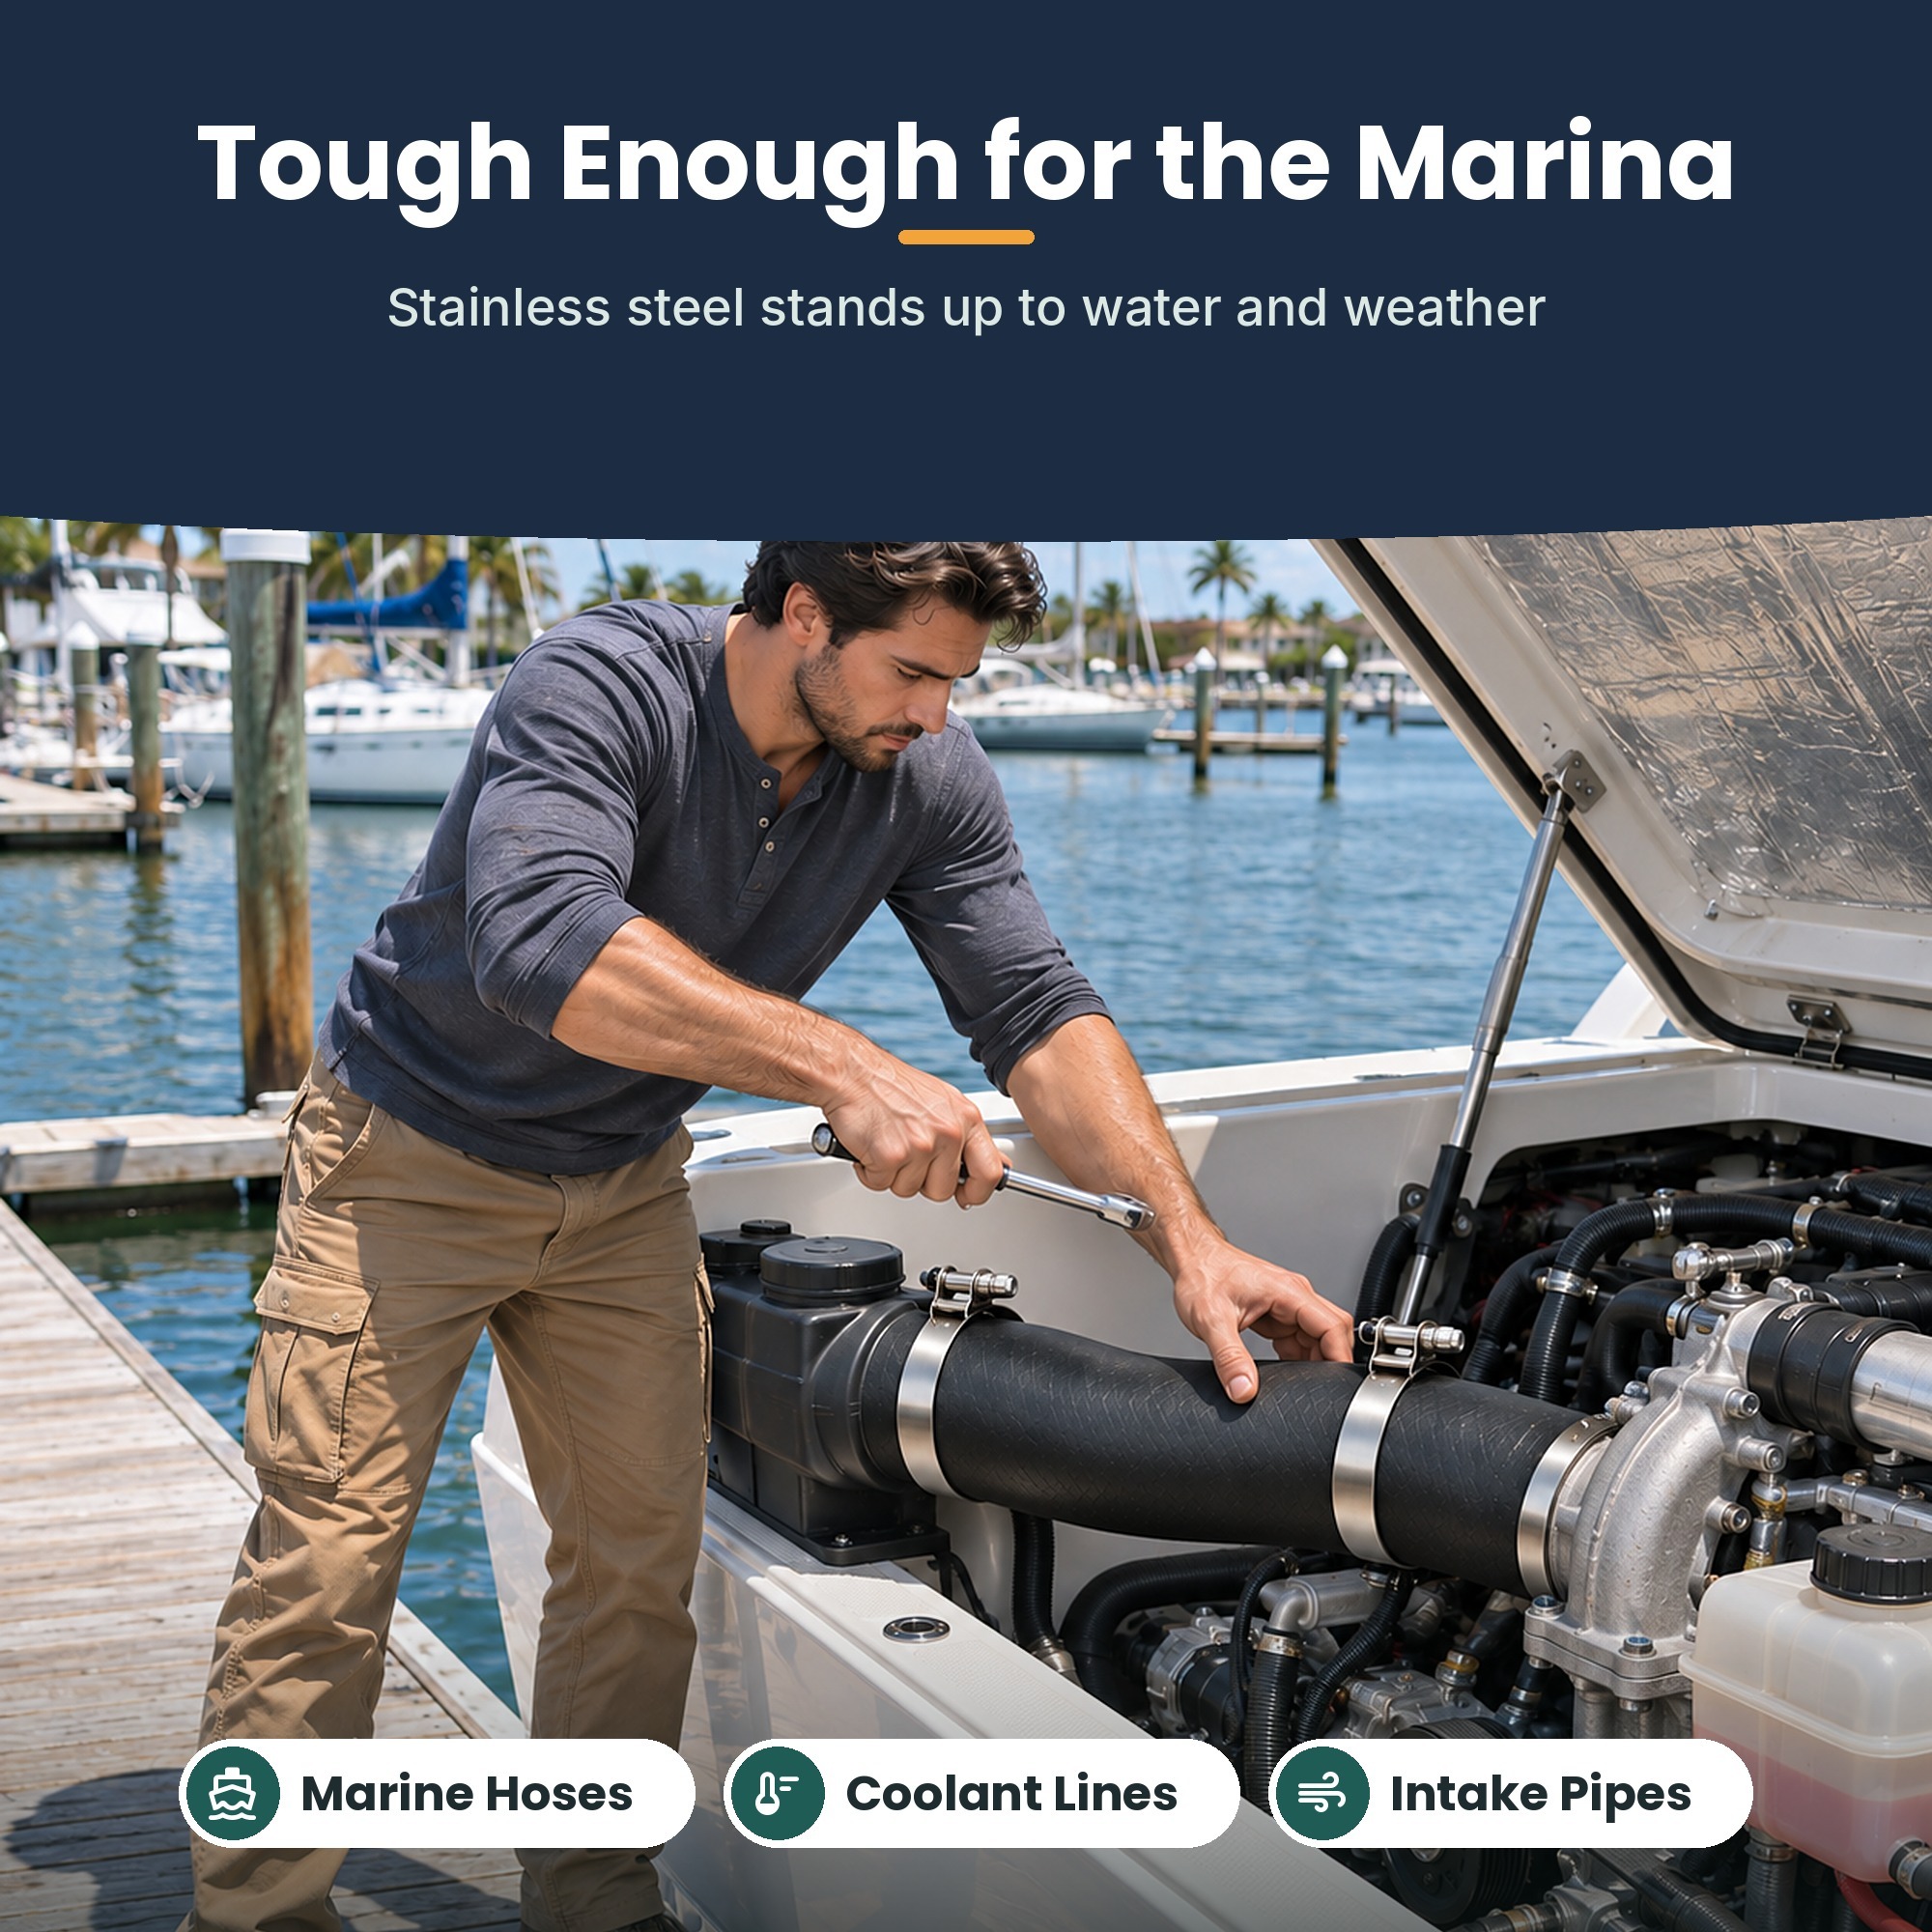 Tough Enough for the Marina
Stainless steel stands up to water and weather
Marine Hoses
Coolant Lines
Intake Pipes